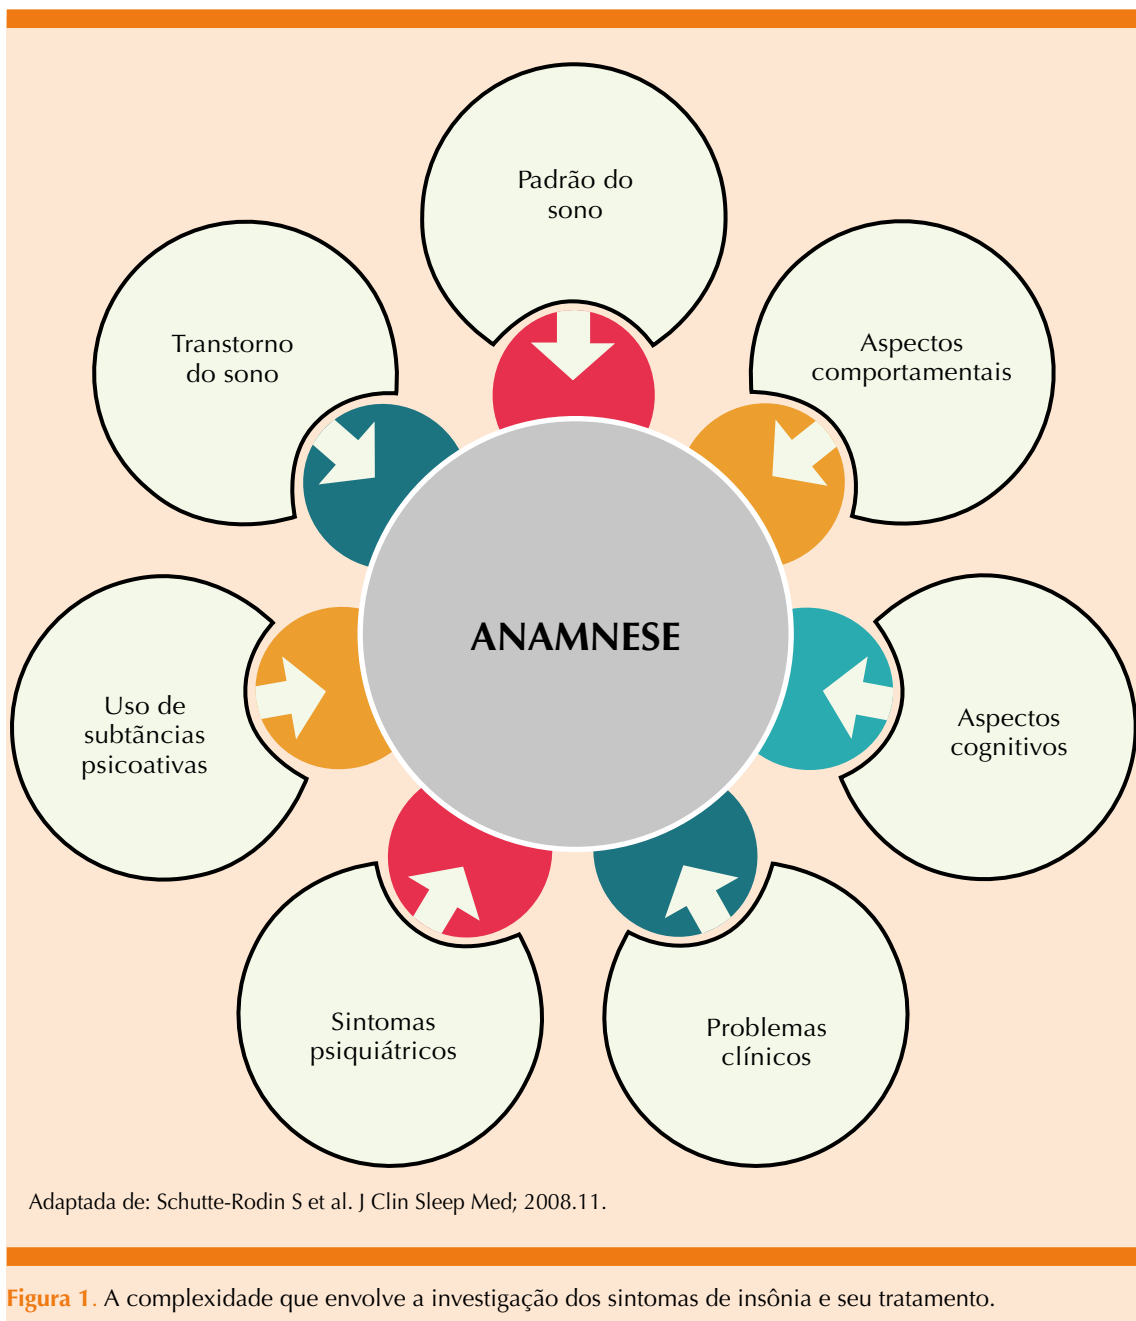 Padrão do
sono
Aspectos
comportamentais
Aspectos
cognitivos
Problemas
clínicos
Sintomas
psiquiátricos
Uso de
subtãncias
psicoativas
Transtorno
do sono
ANAMNESE
Adaptada de: Schutte-Rodin S et al. J Clin Sleep Med; 2008.11.
Figura 1. A complexidade que envolve a investigação dos sintomas de insônia e seu tratamento.